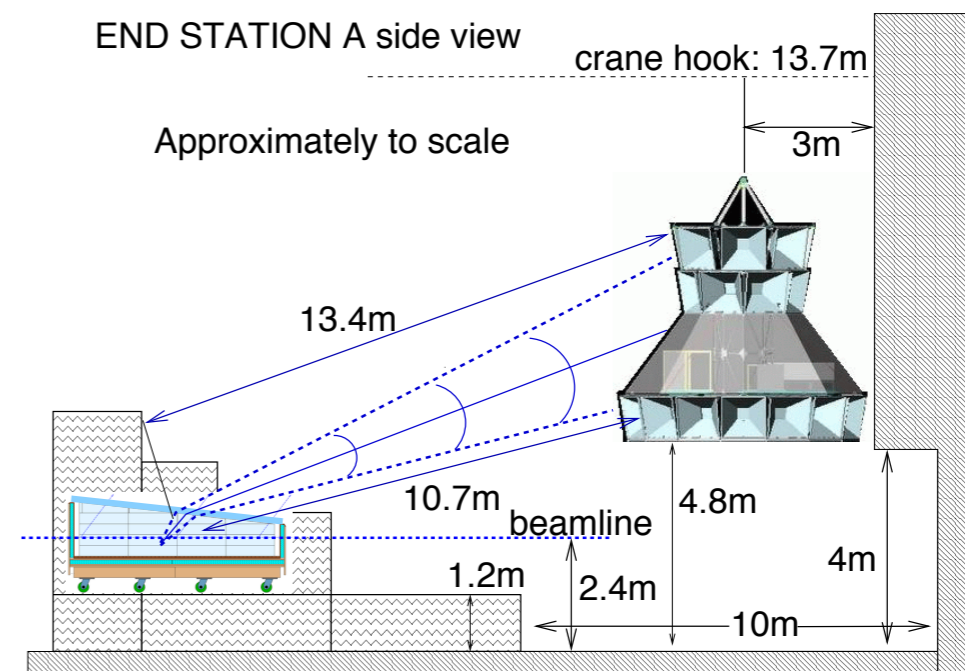 END STATION A side view
crane hook: 13.7m
Approximately to scale
3m
13.4m
10.7m
beamline
4.8m
1.2m
2.4m
4m
10m